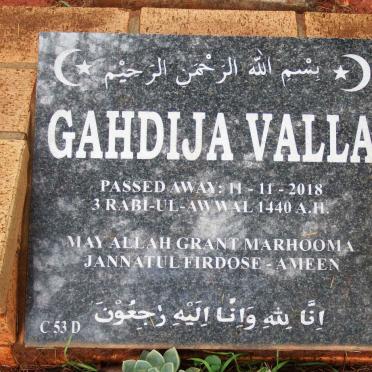 بِسْمِ اللهِ الرَّحْمٰنِ الرَّحِيْمِ
GAHDIJA VALLA
PASSED AWAY: 11 - 11 - 2018
3 RABI-UL-AWWAL 1440 A.H.
MAY ALLAH GRANT MARHOOMA
JANNATUL FIRDOSE - AMEEN
اِنَّا لِلّٰهِ وَاِنَّا اِلَيْهِ رٰجِعُوْنَ
C 53 D